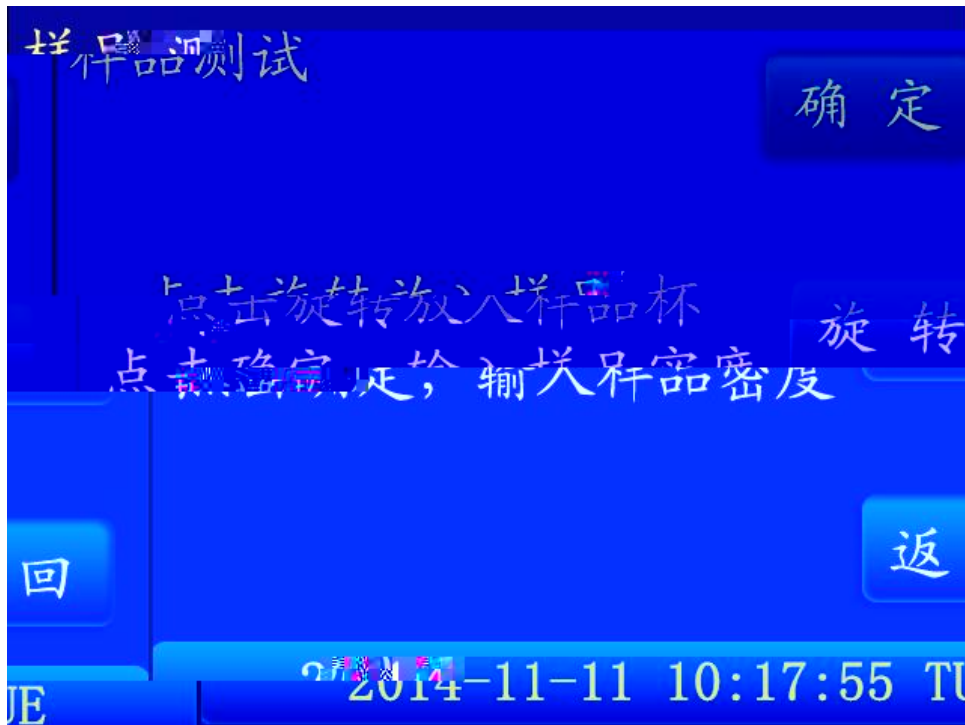 样品测试
确 定
点击旋转放入样品杯
旋 转
点击确定，输入样品密度
返
回
2014-11-11 10:17:55 TU
UE